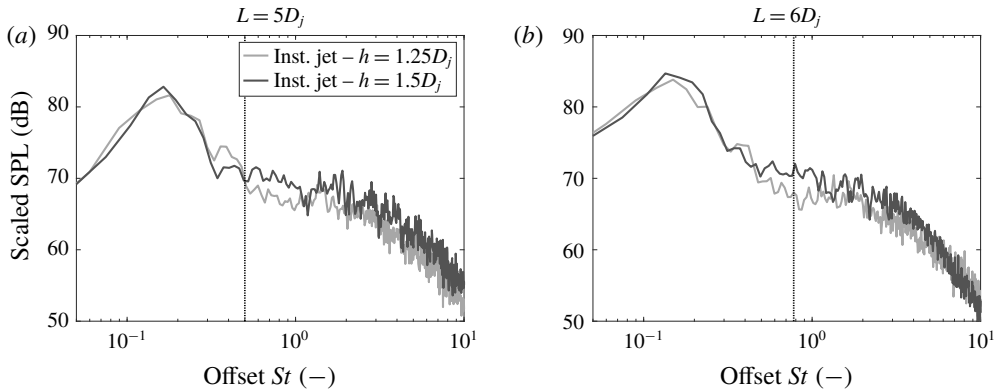 L = 5D_j
L = 6D_j
(a)
(b)
90
80
70
60
50
Scaled SPL (dB)
Inst. jet – h = 1.25D_j
Inst. jet – h = 1.5D_j
10^{-1}
10^0
10^1
Offset St (–)
90
80
70
60
50
10^{-1}
10^0
10^1
Offset St (–)